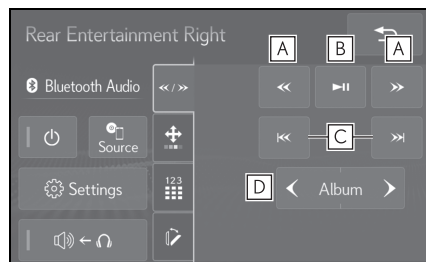 Rear Entertainment Right
A B A
Bluetooth Audio
C
Source
123
Settings
D Album